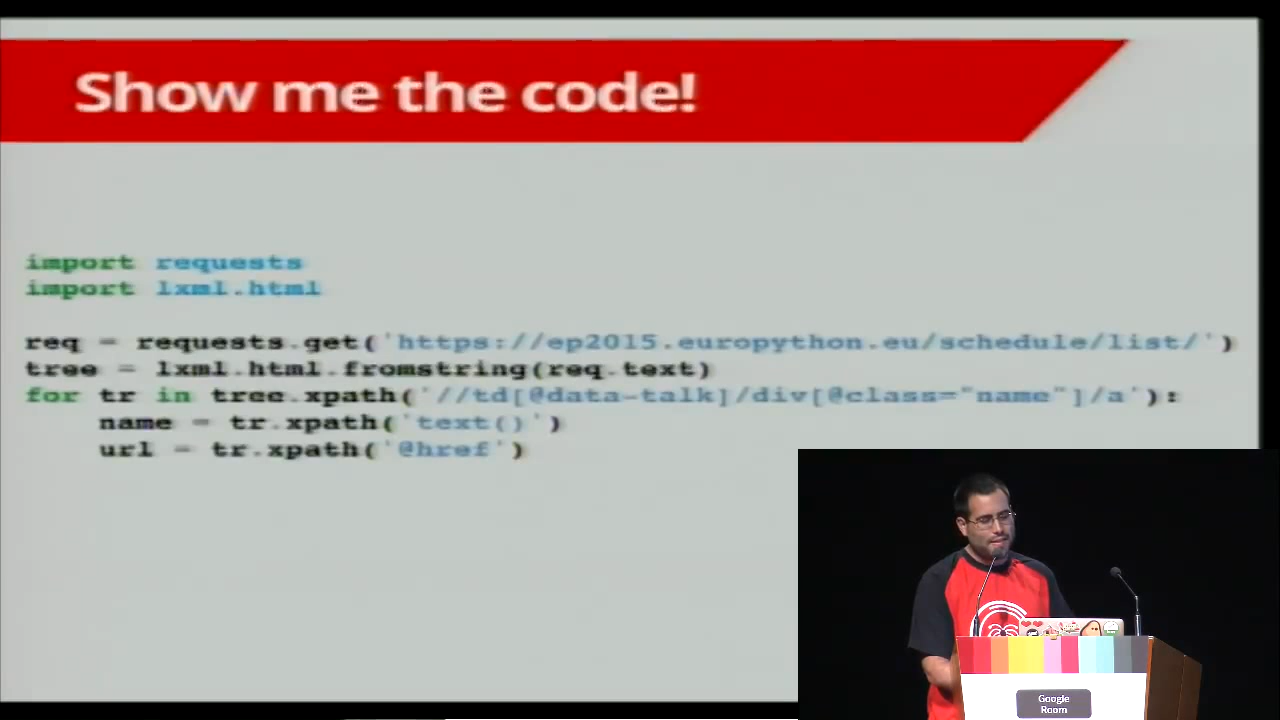 Show me the code!
import requests
import lxml.html
req = requests.get('https://ep2015.europython.eu/schedule/list/')
tree = lxml.html.fromstring(req.text)
for tr in tree.xpath('//td[@data-talk]/div[@class="name"]/a'):
    name = tr.xpath('text()')
    url = tr.xpath('@href')
Google
Room